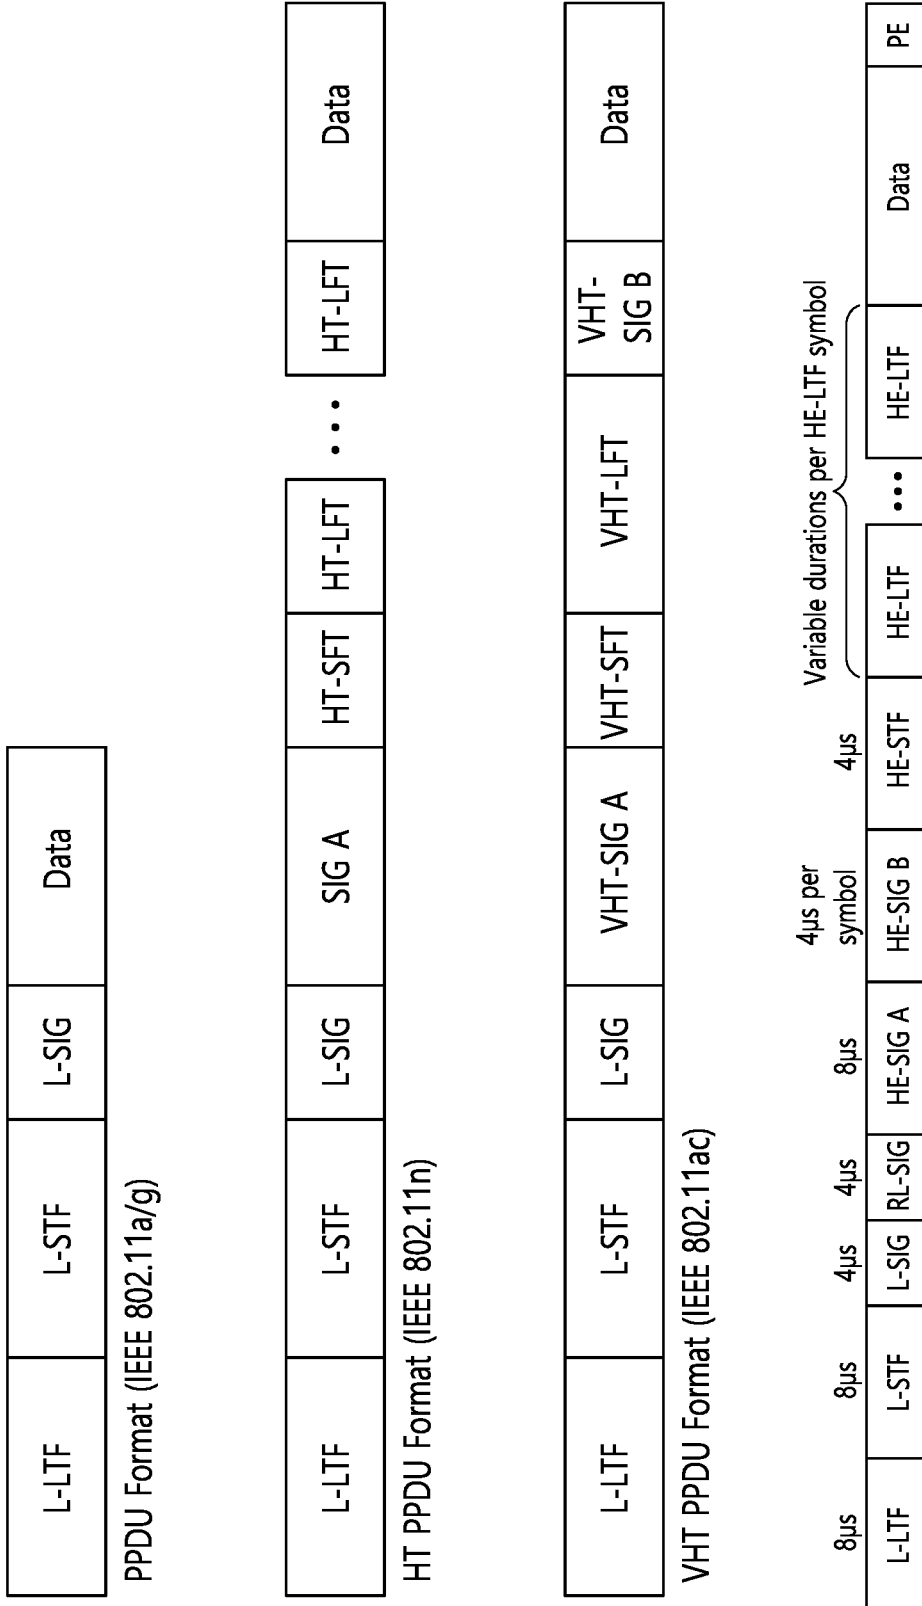 L-LTF L-STF L-SIG Data
PPDU Format (IEEE 802.11a/g)
L-LTF L-STF L-SIG SIG A HT-SFT HT-LFT ••• HT-LFT Data
HT PPDU Format (IEEE 802.11n)
L-LTF L-STF L-SIG VHT-SIG A VHT-SFT VHT-LFT VHT-
SIG B Data
VHT PPDU Format (IEEE 802.11ac)
Variable durations per HE-LTF symbol
8µs 8µs 4µs 4µs 8µs 4µs per
symbol 4µs
L-LTF L-STF L-SIG RL-SIG HE-SIG A HE-SIG B HE-STF HE-LTF ••• HE-LTF Data PE